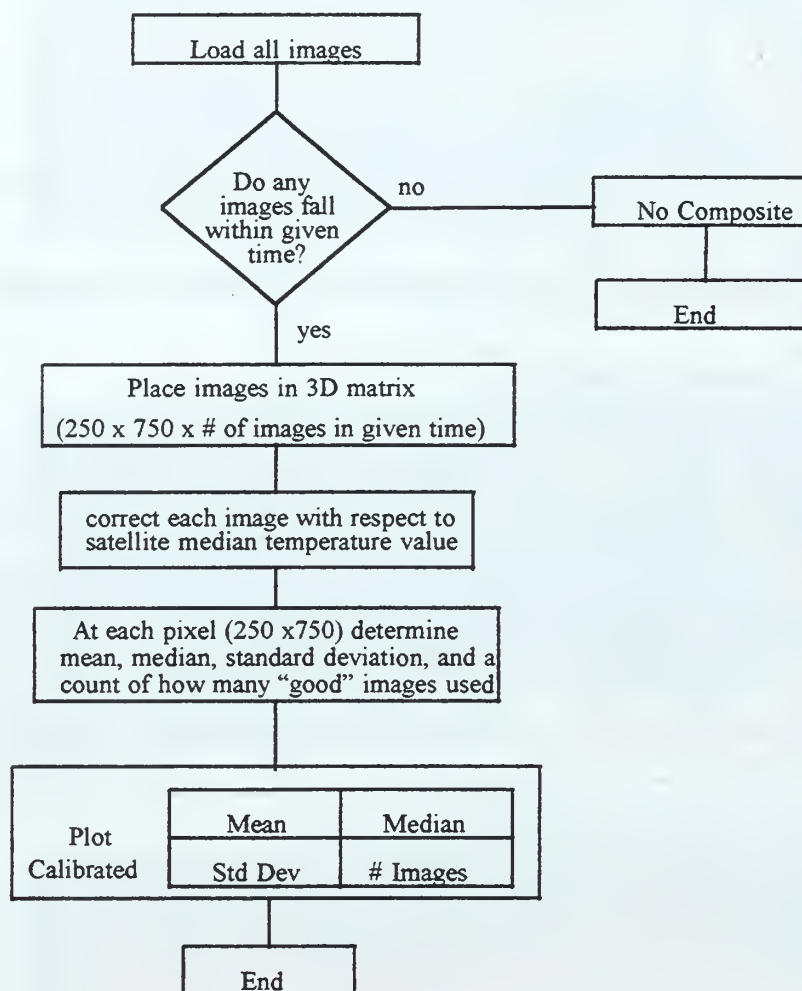 Load all images
Do any
images fall
within given
time?
no
No Composite
End
yes
Place images in 3D matrix
(250 x 750 x # of images in given time)
correct each image with respect to
satellite median temperature value
At each pixel (250 x750) determine
mean, median, standard deviation, and a
count of how many “good” images used
Plot
Calibrated
Mean
Median
Std Dev
# Images
End